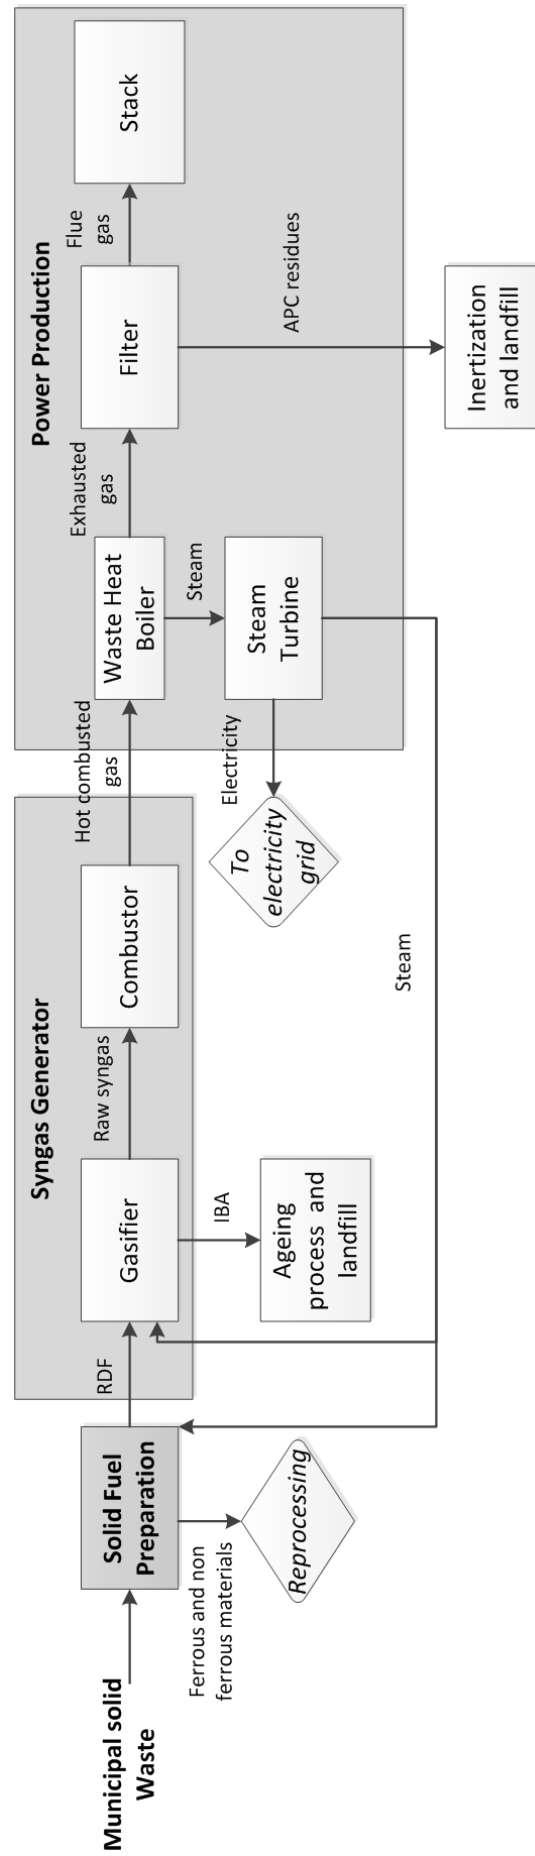 Municipal solid
Waste
Solid Fuel
Preparation
Ferrous and non
ferrous materials
Reprocessing
RDF
Syngas Generator
Gasifier
IBA
Ageing
process and
landfill
Raw syngas
Combustor
Hot combusted
gas
Power Production
Waste Heat
Boiler
Steam
Steam
Turbine
Electricity
To
electricity
grid
Steam
Exhausted
gas
Filter
APC residues
Inertization
and landfill
Flue
gas
Stack